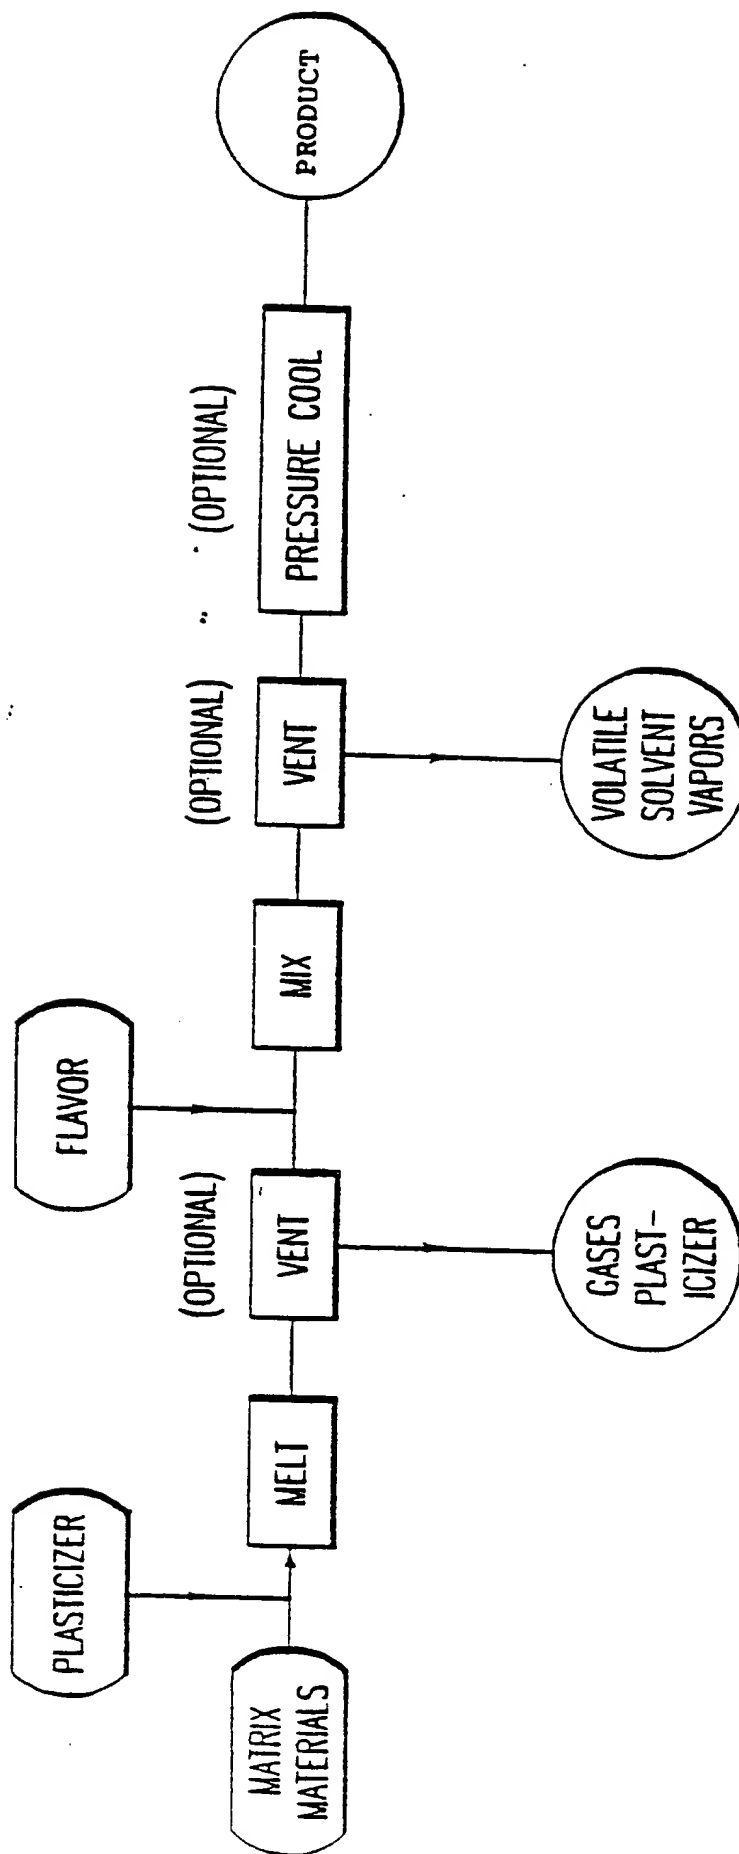 PLASTICIZER
MATRIX
MATERIALS
MELT
(OPTIONAL)
VENT
GASES
PLAST-
ICIZER
FLAVOR
MIX
(OPTIONAL)
VENT
VOLATILE
SOLVENT
VAPORS
(OPTIONAL)
PRESSURE COOL
PRODUCT